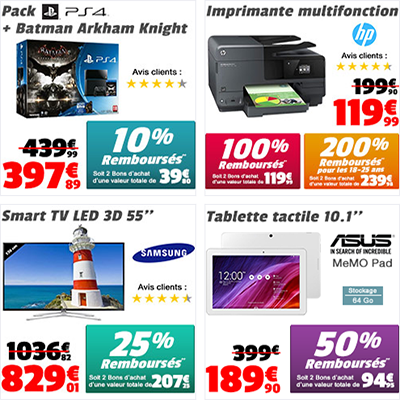 Pack PS4
+ Batman Arkham Knight
Avis clients :
439€99
397€89
10%
Remboursés
Soit 2 Bons d'achat
d'une valeur totale de 39€80
Imprimante multifonction
hp
Avis clients :
199€90
119€99
100%
Remboursés
Soit 2 Bons d'achat
d'une valeur totale de 119€99
200%
Remboursés
pour les 18-25 ans
Soit 2 Bons d'achat
d'une valeur totale de 239€98
Smart TV LED 3D 55’’
SAMSUNG
Avis clients :
1036€82
829€01
25%
Remboursés
Soit 2 Bons d'achat
d'une valeur totale de 207€25
Tablette tactile 10.1’’
ASUS
IN SEARCH OF INCREDIBLE
MeMO Pad
Stockage
64 Go
399€
189€90
50%
Remboursés
Soit 2 Bons d'achat
d'une valeur totale de 94€95